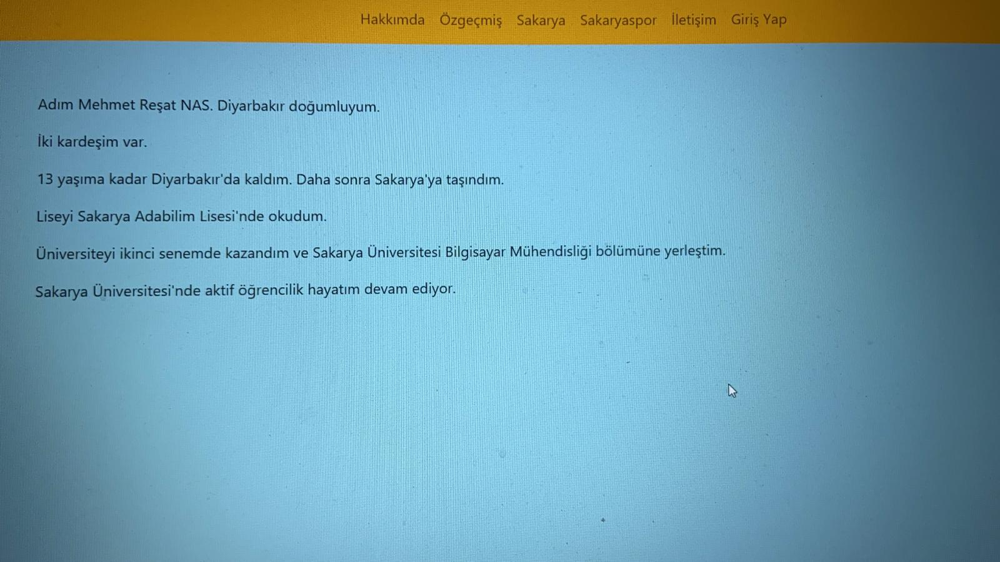 Hakkımda Özgeçmiş Sakarya Sakaryaspor İletişim Giriş Yap
Adım Mehmet Reşat NAS. Diyarbakır doğumluyum.
İki kardeşim var.
13 yaşıma kadar Diyarbakır'da kaldım. Daha sonra Sakarya'ya taşındım.
Liseyi Sakarya Adabilim Lisesi'nde okudum.
Üniversiteyi ikinci senemde kazandım ve Sakarya Üniversitesi Bilgisayar Mühendisliği bölümüne yerleştim.
Sakarya Üniversitesi'nde aktif öğrencilik hayatım devam ediyor.